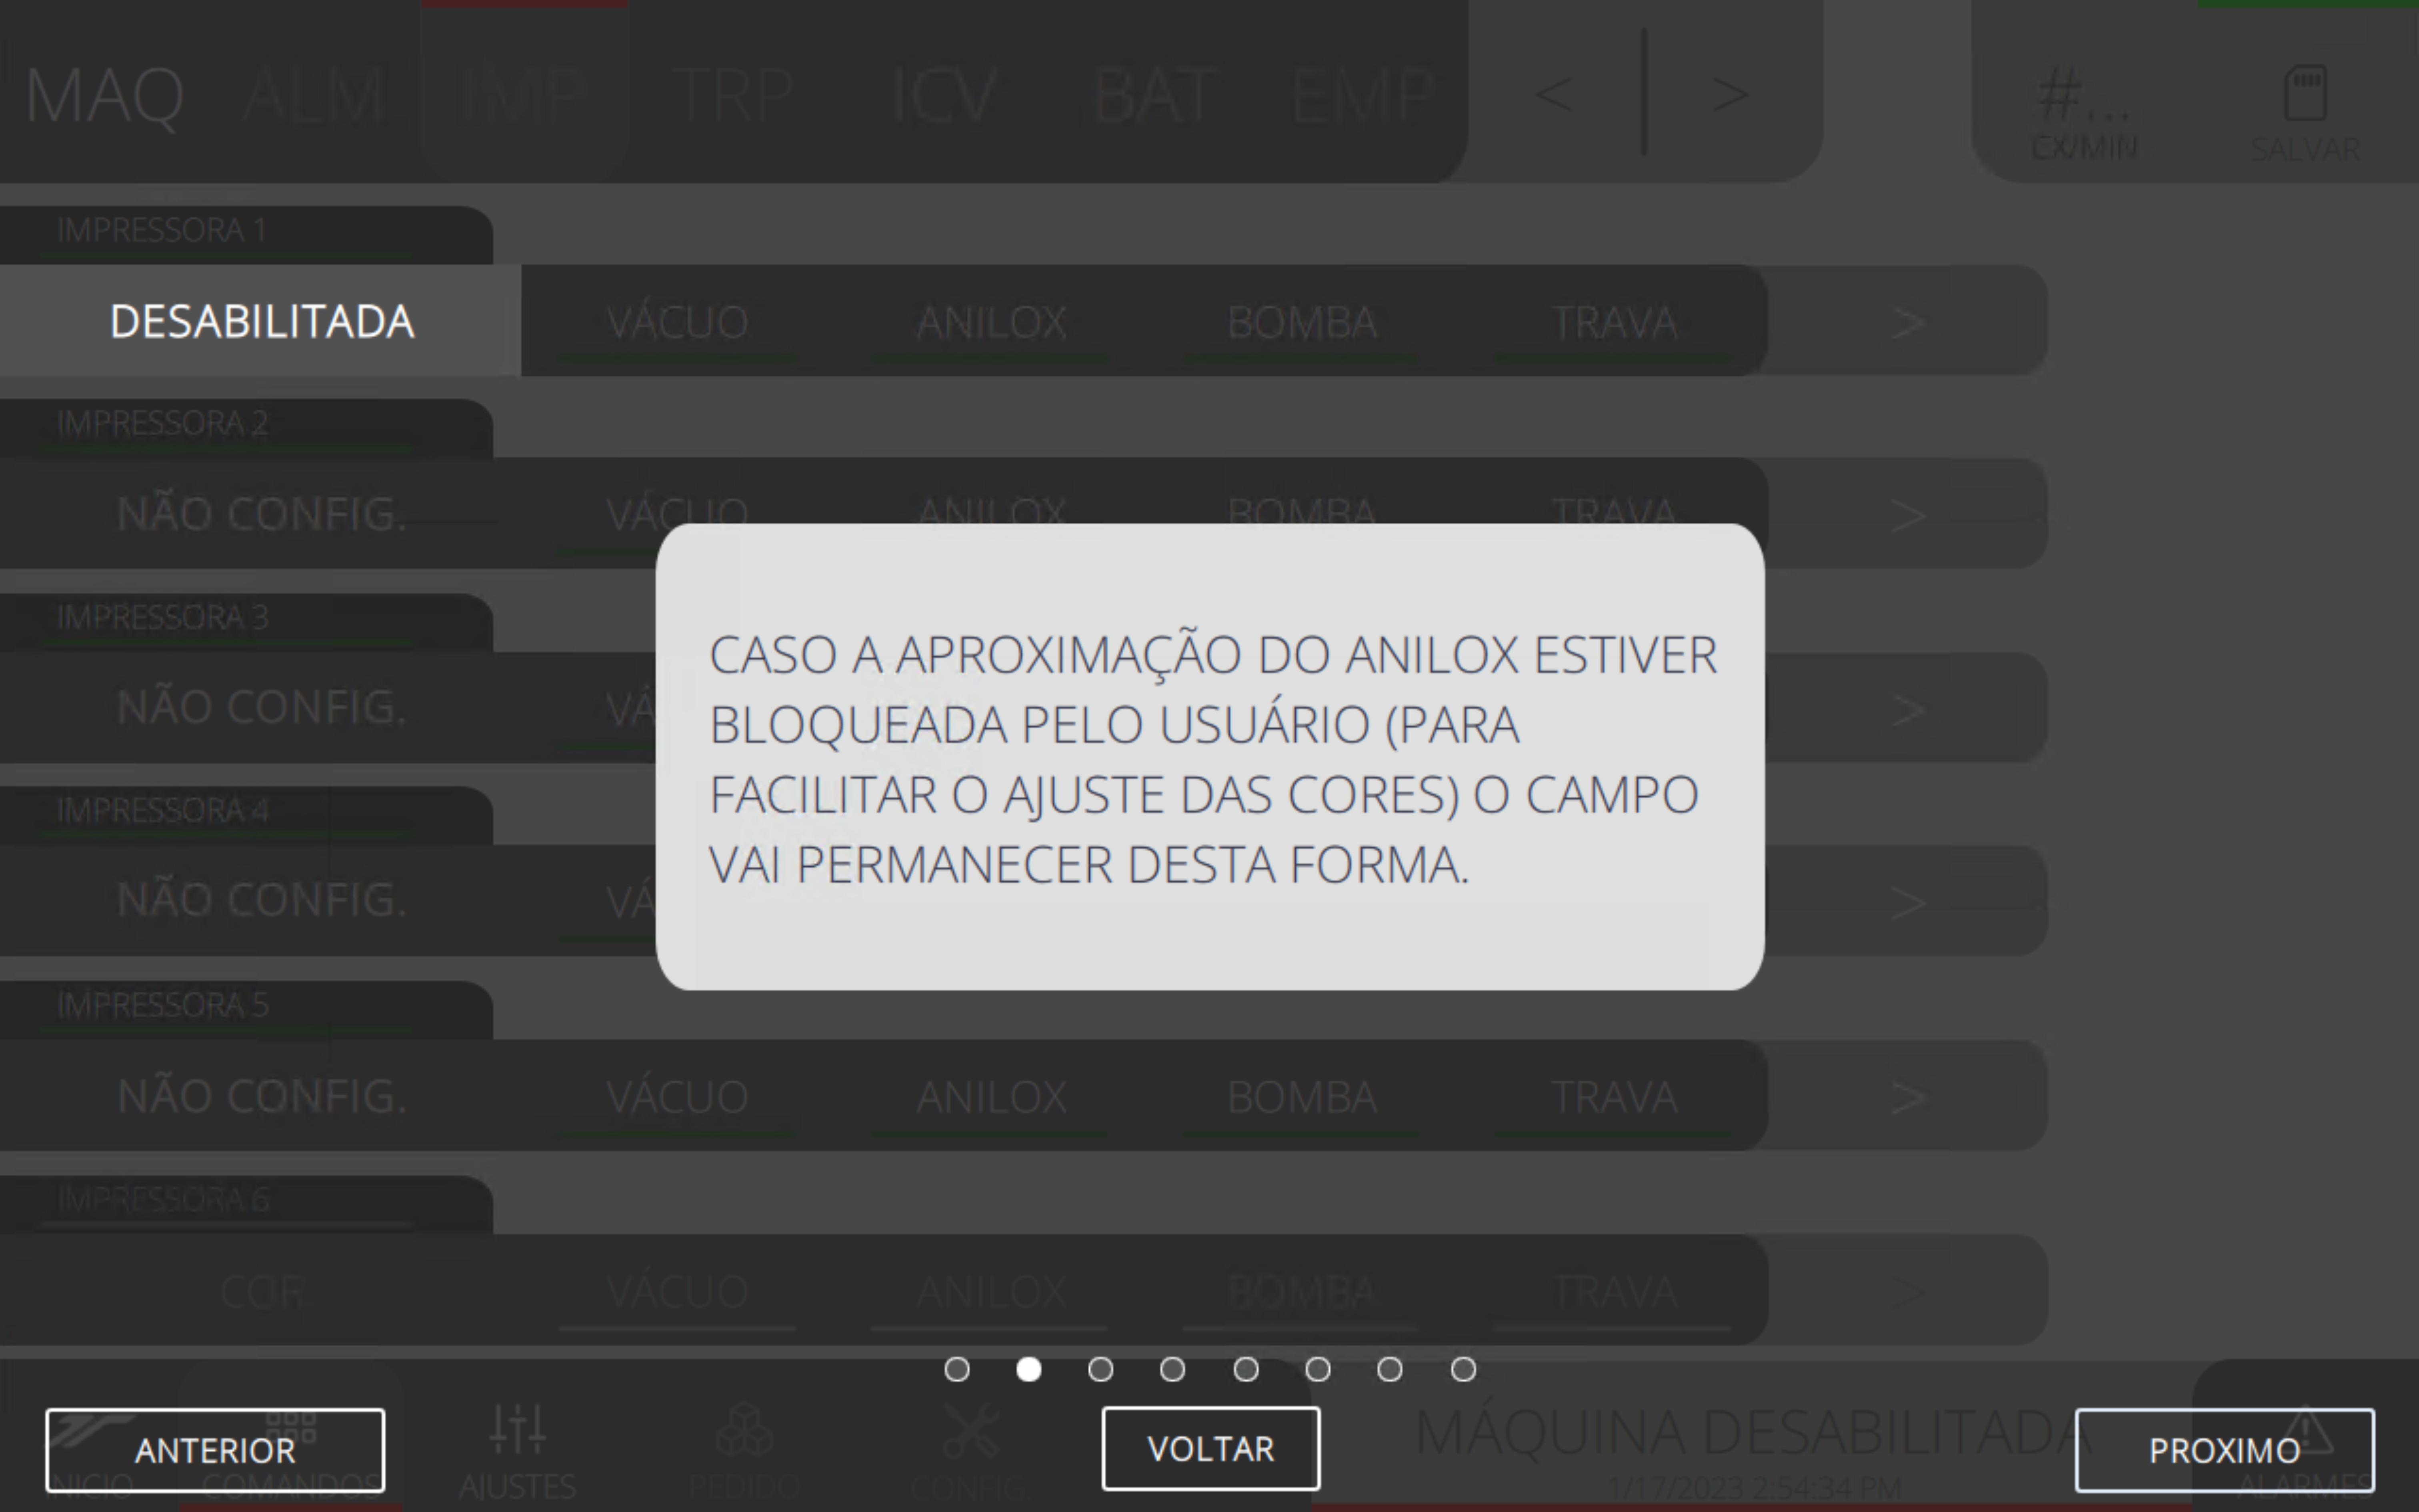 MAQ ALM IMP TRP ICV BAT EMP < > #... CX/MIN SALVAR
IMPRESSORA 1
DESABILITADA VÁCUO ANILOX BOMBA TRAVA >
IMPRESSORA 2
NÃO CONFIG. VÁCUO ANILOX BOMBA TRAVA >
IMPRESSORA 3
NÃO CONFIG. VÁ >
IMPRESSORA 4
NÃO CONFIG. VÁ >
CASO A APROXIMAÇÃO DO ANILOX ESTIVER
BLOQUEADA PELO USUÁRIO (PARA
FACILITAR O AJUSTE DAS CORES) O CAMPO
VAI PERMANECER DESTA FORMA.
IMPRESSORA 5
NÃO CONFIG. VÁCUO ANILOX BOMBA TRAVA >
IMPRESSORA 6
COR VÁCUO ANILOX BOMBA TRAVA >
ANTERIOR VOLTAR PROXIMO
MÁQUINA DESABILITADA
INICIO COMANDOS AJUSTES PEDIDO CONFIG. 1/17/2023 2:54:34 PM ALARMES